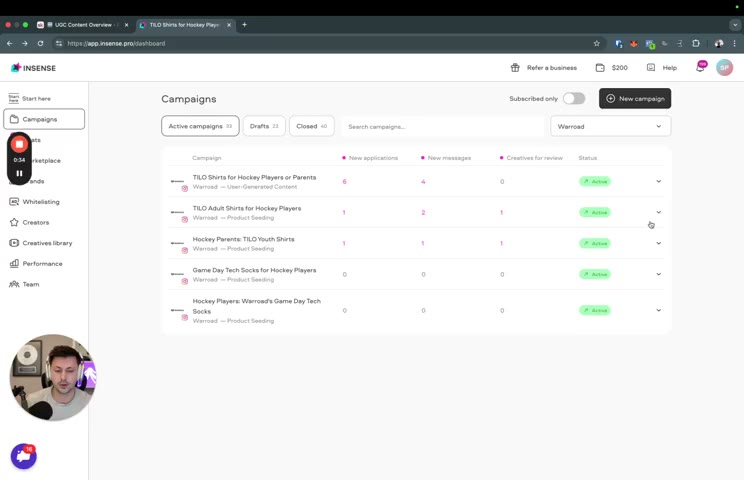 UGC Content Overview -
TILO Shirts for Hockey Players
https://app.insense.pro/dashboard
INSENSE
Refer a business
$200
Help
SP
Start here
Campaigns
Subscribed only
New campaign
Campaigns
Active campaigns 33
Drafts 23
Closed 40
Search campaigns...
Warroad
0:34
Whitelisting
Creators
Creatives library
Performance
Team
Campaign
New applications
New messages
Creatives for review
Status
TILO Shirts for Hockey Players or Parents
Warroad — User-Generated Content
6
4
0
Active
TILO Adult Shirts for Hockey Players
Warroad — Product Seeding
1
2
1
Active
Hockey Parents: TILO Youth Shirts
Warroad — Product Seeding
1
1
1
Active
Game Day Tech Socks for Hockey Players
Warroad — Product Seeding
0
0
0
Active
Hockey Players: Warroad's Game Day Tech
Socks
Warroad — Product Seeding
0
0
0
Active
16